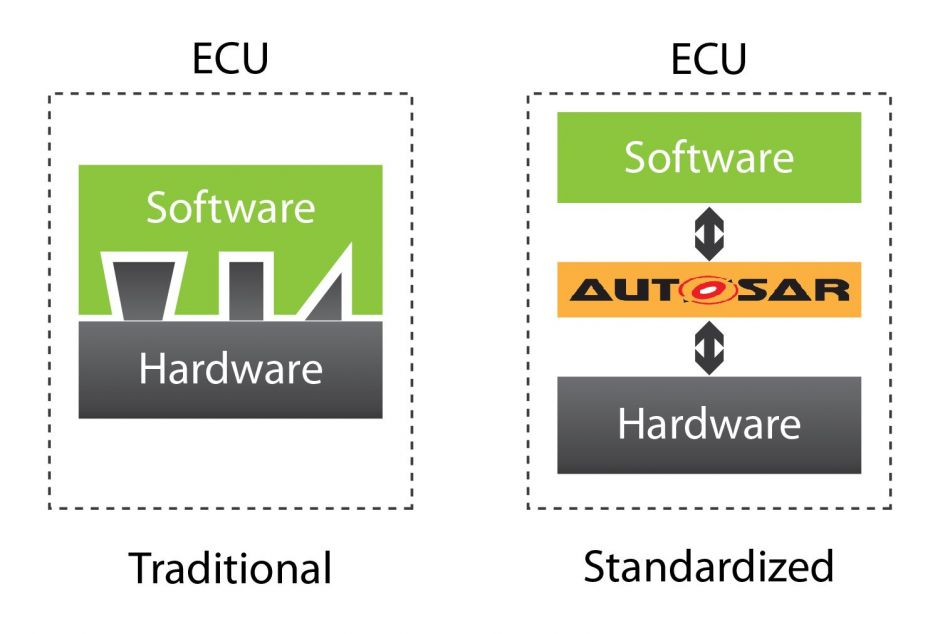 ECU
Software
Hardware
Traditional
ECU
Software
AUTOSAR
Hardware
Standardized